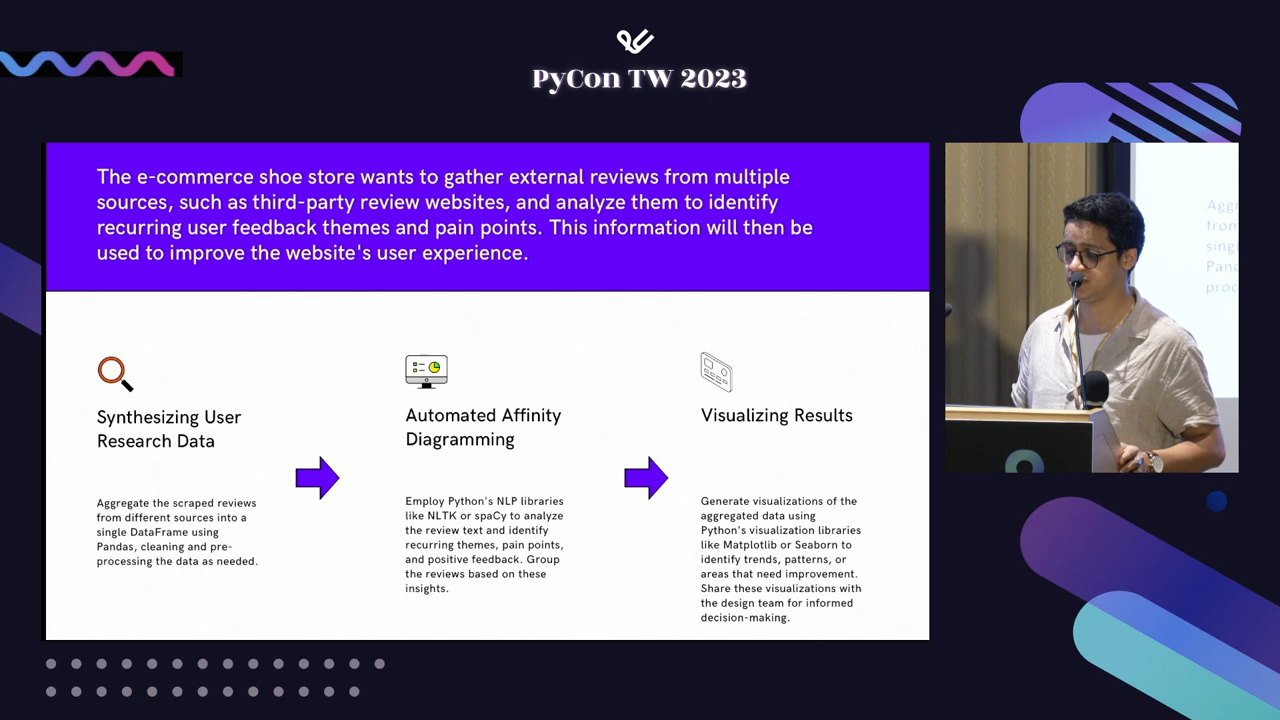 PyCon TW 2023
The e-commerce shoe store wants to gather external reviews from multiple
sources, such as third-party review websites, and analyze them to identify
recurring user feedback themes and pain points. This information will then be
used to improve the website's user experience.
Synthesizing User
Research Data
Aggregate the scraped reviews
from different sources into a
single DataFrame using
Pandas, cleaning and pre-
processing the data as needed.
Automated Affinity
Diagramming
Employ Python's NLP libraries
like NLTK or spaCy to analyze
the review text and identify
recurring themes, pain points,
and positive feedback. Group
the reviews based on these
insights.
Visualizing Results
Generate visualizations of the
aggregated data using
Python's visualization libraries
like Matplotlib or Seaborn to
identify trends, patterns, or
areas that need improvement.
Share these visualizations with
the design team for informed
decision-making.